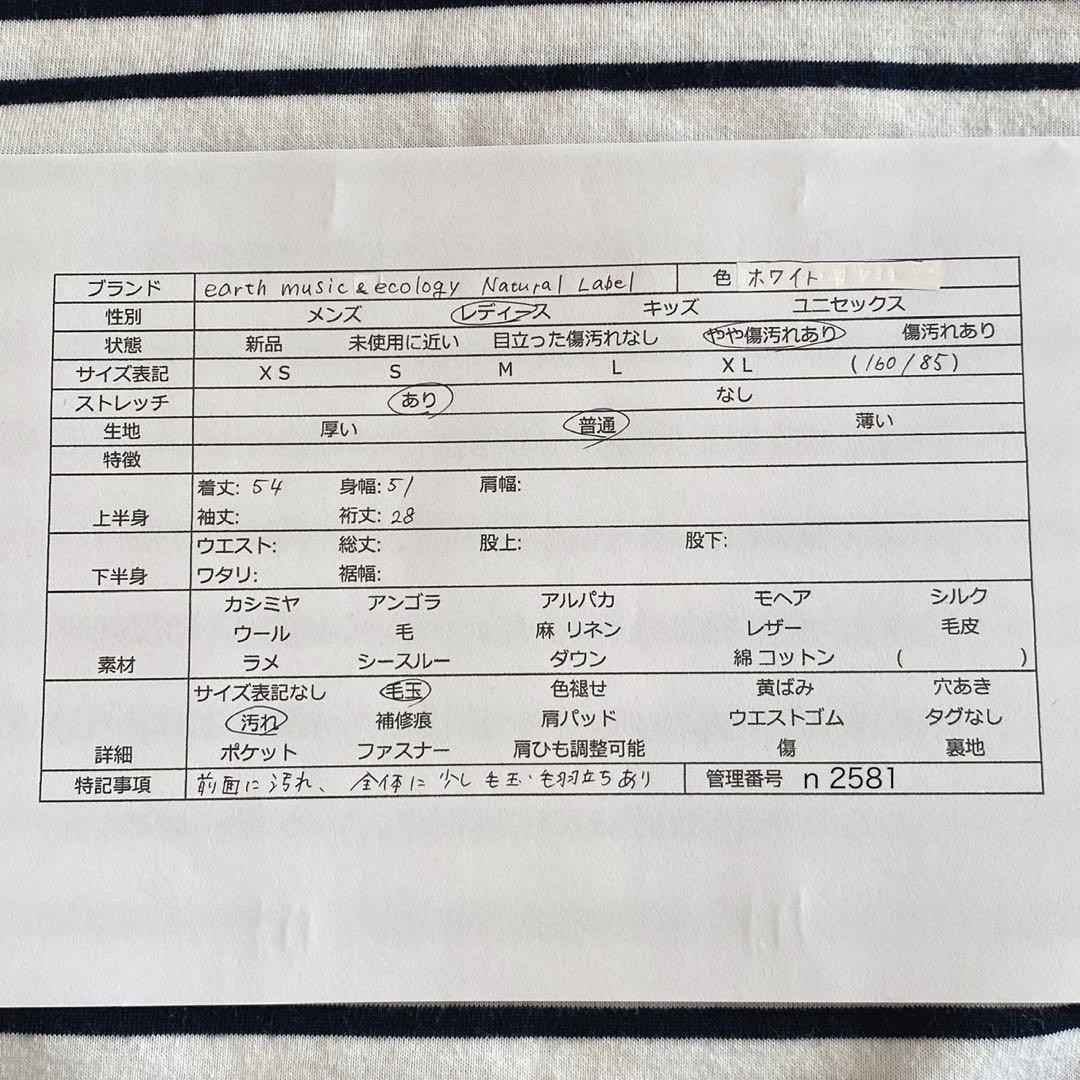 ブランド earth music & ecology Natural Label 色 ホワイト
性別 メンズ レディース キッズ ユニセックス
状態 新品 未使用に近い 目立った傷汚れなし やや傷汚れあり 傷汚れあり
サイズ表記 XS S M L XL (160/85)
ストレッチ あり なし
生地 厚い 普通 薄い
特徴
上半身 着丈: 54 身幅: 51 肩幅:
袖丈: 裄丈: 28
下半身 ウエスト: 総丈: 股上: 股下:
ワタリ: 裾幅:
素材 カシミヤ アンゴラ アルパカ モヘア シルク
ウール 毛 麻 リネン レザー 毛皮
ラメ シースルー ダウン 綿 コットン ( )
詳細 サイズ表記なし 毛玉 色褪せ 黄ばみ 穴あき
汚れ 補修痕 肩パッド ウエストゴム タグなし
ポケット ファスナー 肩ひも調整可能 傷 裏地
特記事項 前面に汚れ、全体に少し毛玉・毛羽立ちあり 管理番号 n 2581